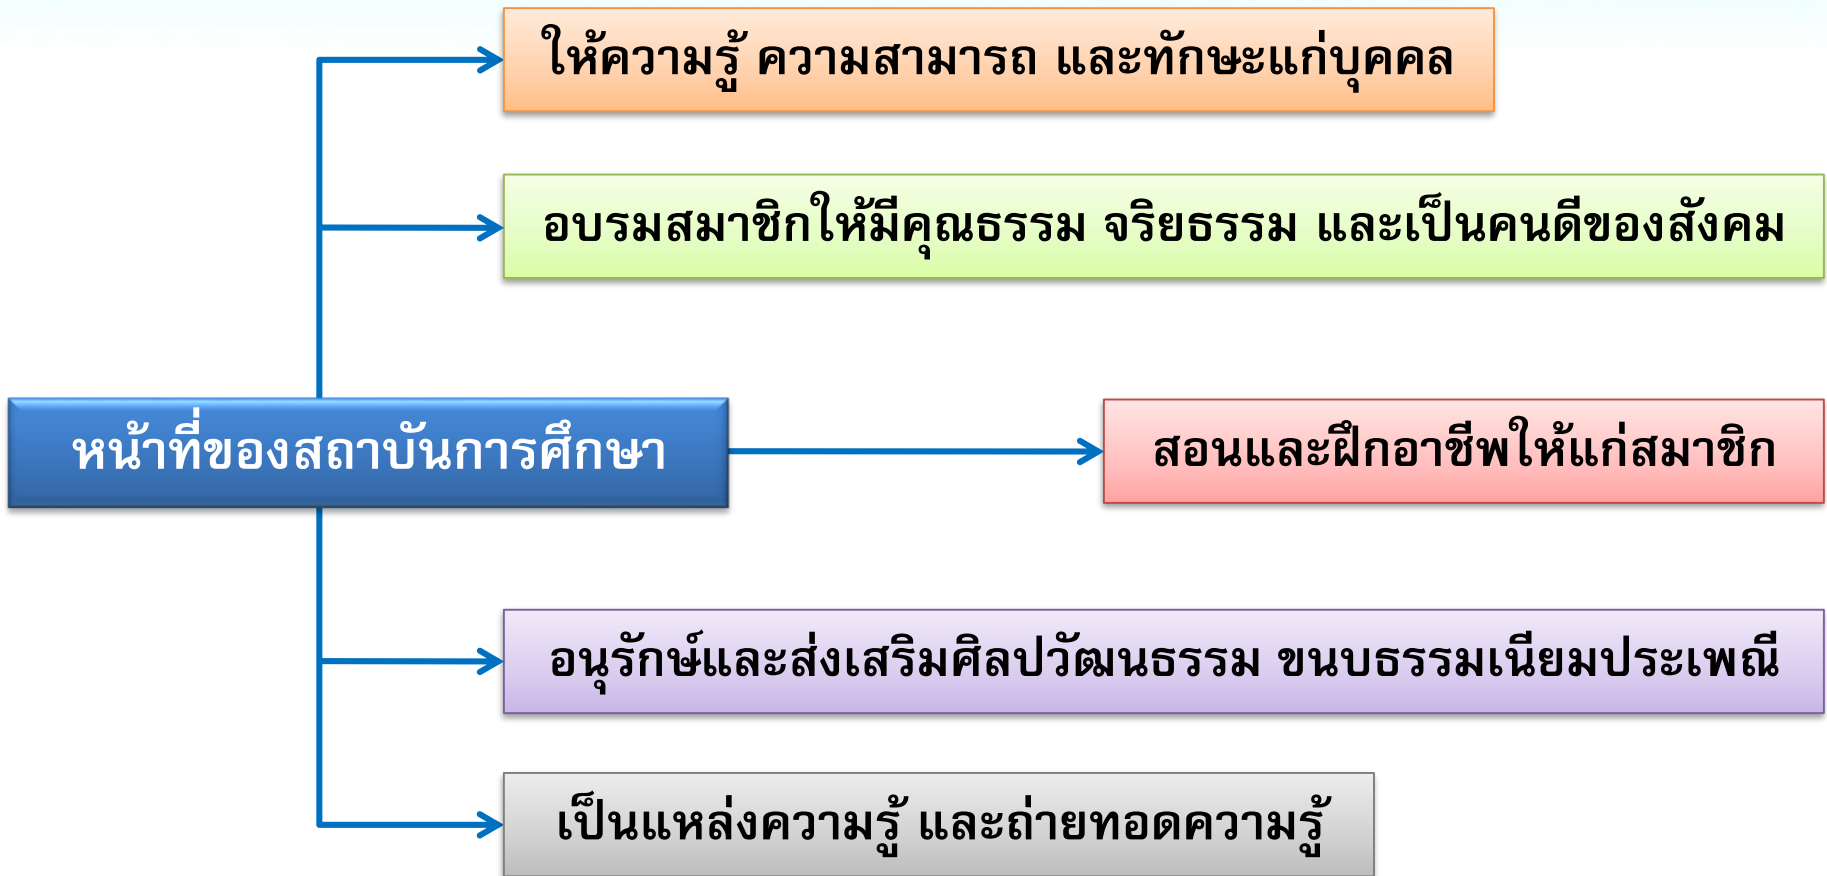 ให้ความรู้ ความสามารถ และทักษะแก่บุคคล
อบรมสมาชิกให้มีคุณธรรม จริยธรรม และเป็นคนดีของสังคม
หน้าที่ของสถาบันการศึกษา
สอนและฝึกอาชีพให้แก่สมาชิก
อนุรักษ์และส่งเสริมศิลปวัฒนธรรม ขนบธรรมเนียมประเพณี
เป็นแหล่งความรู้ และถ่ายทอดความรู้